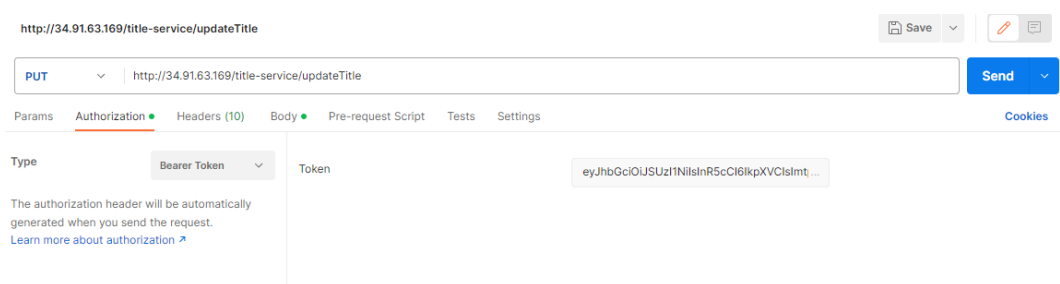 http://34.91.63.169/title-service/updateTitle
Save
PUT http://34.91.63.169/title-service/updateTitle Send
Params Authorization Headers (10) Body Pre-request Script Tests Settings Cookies
Type Bearer Token Token eyJhbGciOiJSUzI1NiIsInR5cCI6IkpXVCIsImt...
The authorization header will be automatically
generated when you send the request.
Learn more about authorization ↗